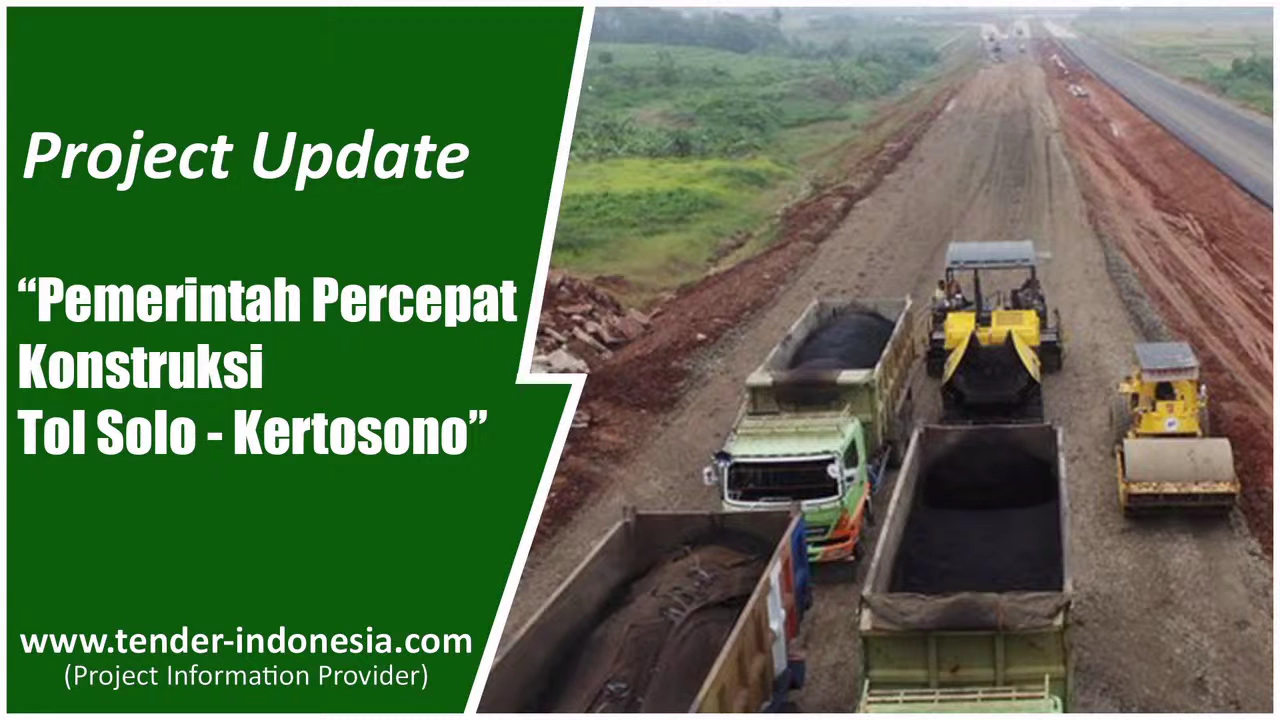 Project Update
“Pemerintah Percepat
Konstruksi
Tol Solo - Kertosono”
www.tender-indonesia.com
(Project Information Provider)